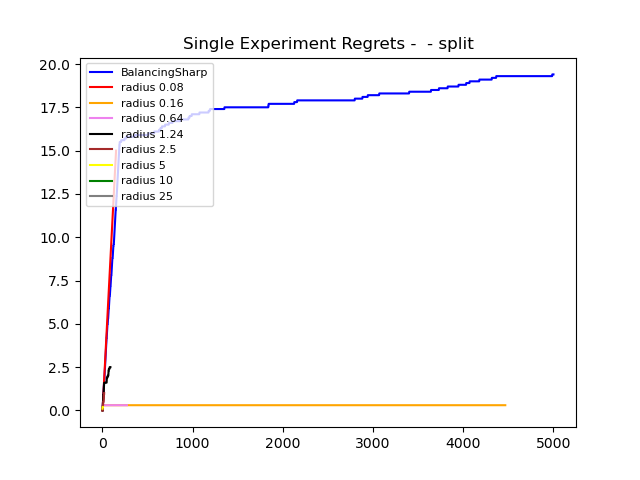 Single Experiment Regrets -  - split
20.0
17.5
15.0
12.5
10.0
7.5
5.0
2.5
0.0
BalancingSharp
radius 0.08
radius 0.16
radius 0.64
radius 1.24
radius 2.5
radius 5
radius 10
radius 25
0 1000 2000 3000 4000 5000